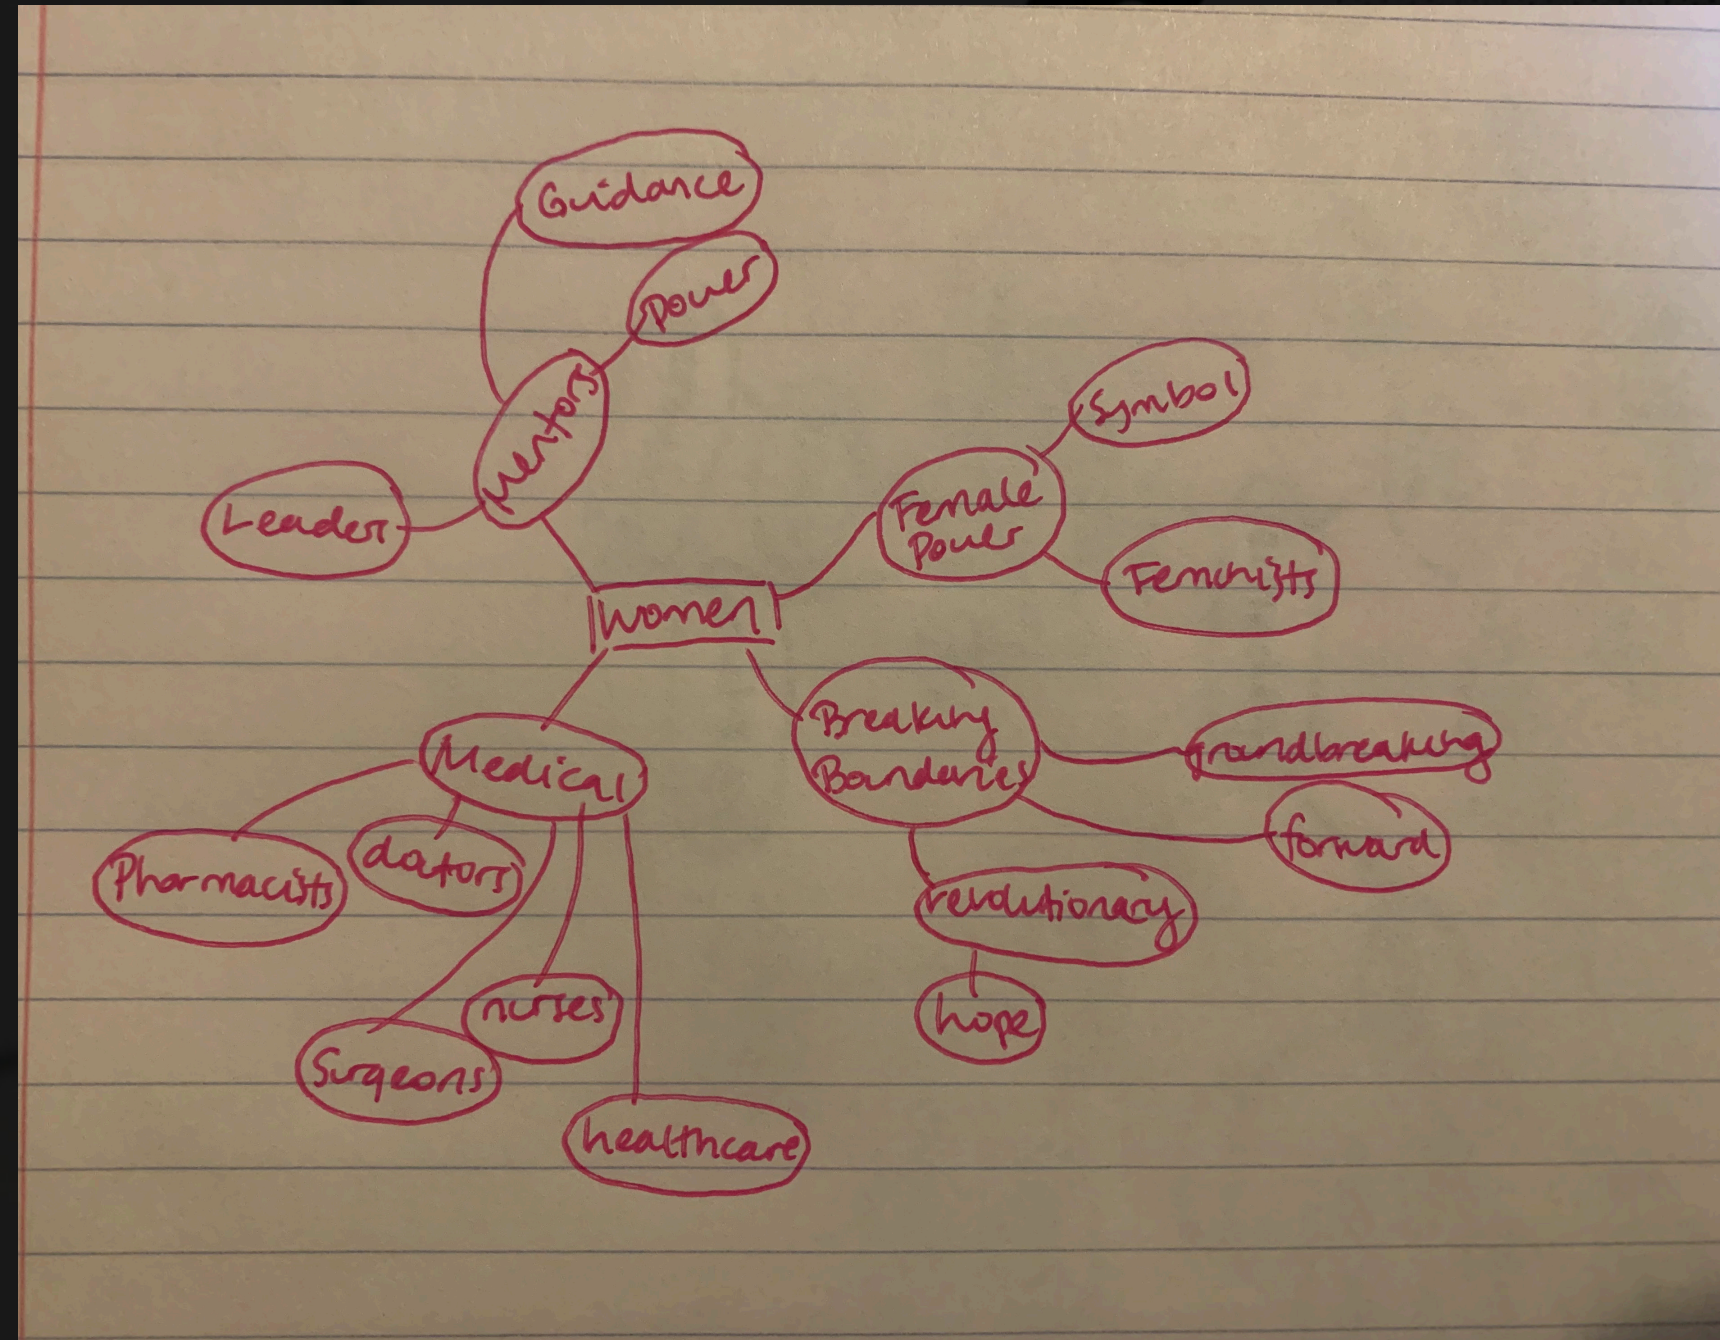 Guidance
power
Mentors
Leader
Symbol
Female
Power
Feminists
Women
Breaking
Boundaries
groundbreaking
forward
revolutionary
hope
Medical
Pharmacists
doctors
nurses
Surgeons
healthcare